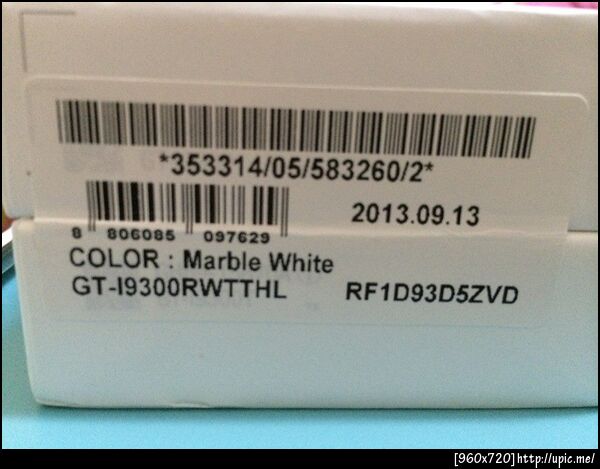 *353314/05/583260/2*
2013.09.13
8 806085 097629
COLOR : Marble White
GT-I9300RWTTHL RF1D93D5ZVD
[960x720]http://upic.me/